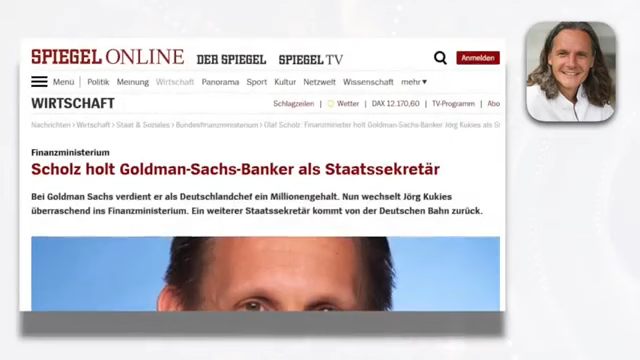 SPIEGEL ONLINE DER SPIEGEL SPIEGEL TV
Anmelden
Menü Politik Meinung Wirtschaft Panorama Sport Kultur Netzwelt Wissenschaft mehr
WIRTSCHAFT
Schlagzeilen Wetter DAX 12.170,60 TV-Programm Abo
Nachrichten > Wirtschaft > Staat & Soziales > Bundesfinanzministerium > Olaf Scholz: Finanzminister holt Goldman-Sachs-Banker Jörg Kukies als St
Finanzministerium
Scholz holt Goldman-Sachs-Banker als Staatssekretär
Bei Goldman Sachs verdient er als Deutschlandchef ein Millionengehalt. Nun wechselt Jörg Kukies
überraschend ins Finanzministerium. Ein weiterer Staatssekretär kommt von der Deutschen Bahn zurück.